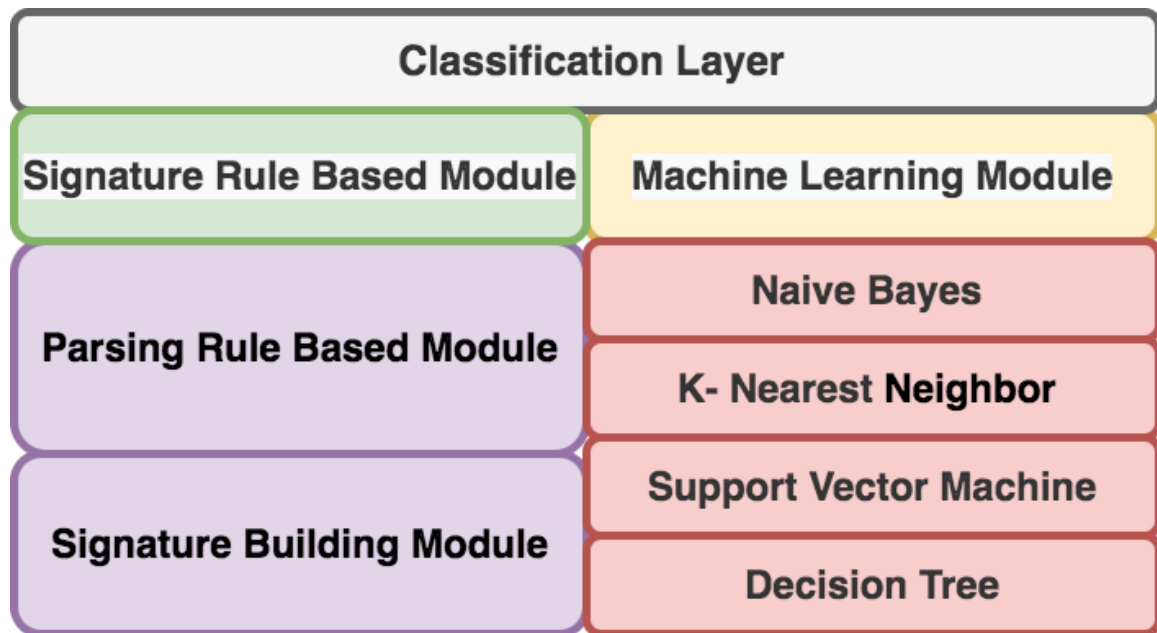 Classification Layer
Signature Rule Based Module
Machine Learning Module
Parsing Rule Based Module
Signature Building Module
Naive Bayes
K- Nearest Neighbor
Support Vector Machine
Decision Tree